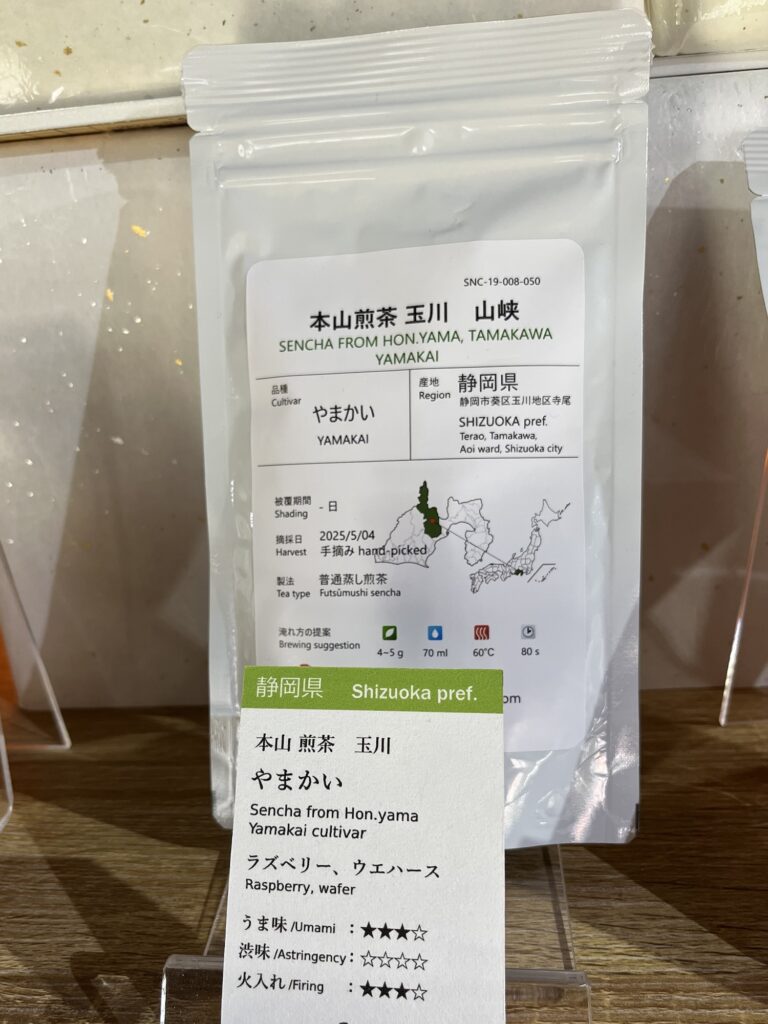 SNC-19-008-050
本山煎茶 玉川　山峡
SENCHA FROM HON.YAMA, TAMAKAWA
YAMAKAI
品種
Cultivar
やまかい
YAMAKAI
産地
Region
静岡県
静岡市葵区玉川地区寺尾
SHIZUOKA pref.
Terao, Tamakawa,
Aoi ward, Shizuoka city
被覆期間
Shading
- 日
摘採日
Harvest
2025/5/04
手摘み hand-picked
製法
Tea type
普通蒸し煎茶
Futsūmushi sencha
淹れ方の提案
Brewing suggestion
4~5 g
70 ml
60°C
80 s
om
静岡県 Shizuoka pref.
本山 煎茶　玉川
やまかい
Sencha from Hon.yama
Yamakai cultivar
ラズベリー、ウエハース
Raspberry, wafer
うま味/Umami ：★★★☆
渋味/Astringency：☆☆☆☆
火入れ/Firing ：★★★☆